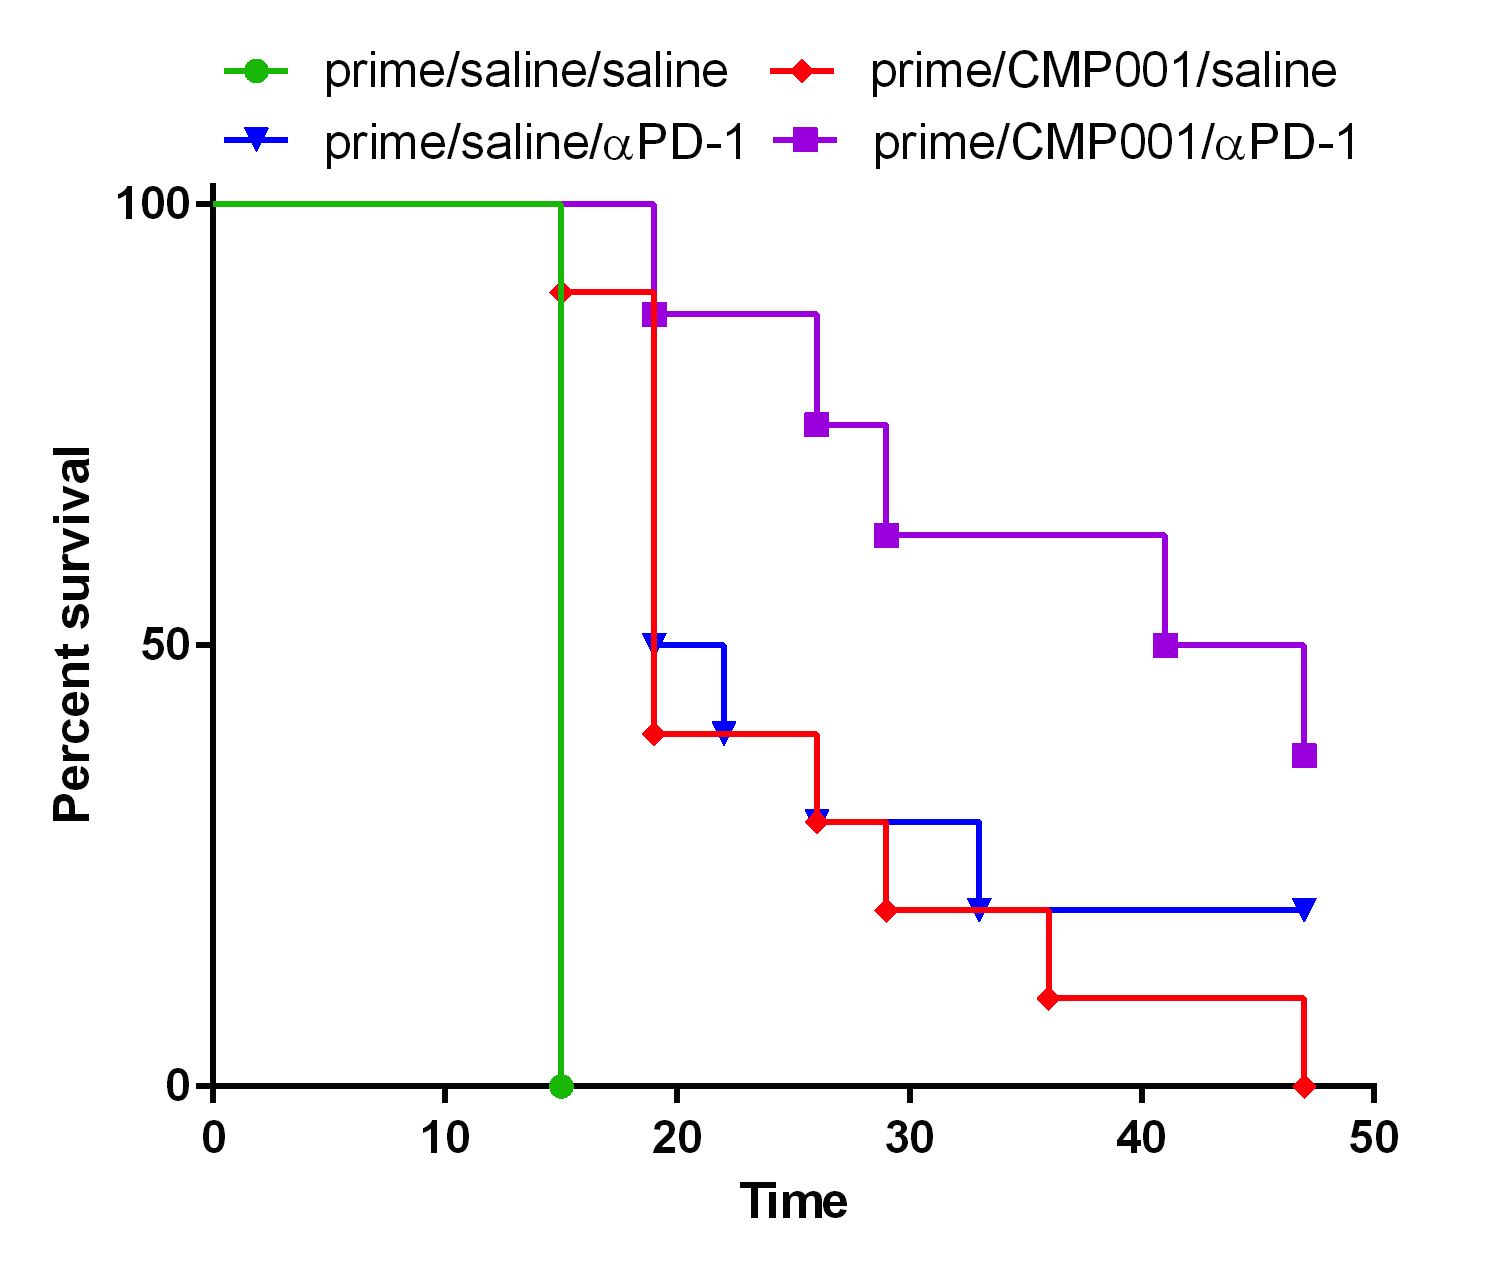 prime/saline/saline prime/CMP001/saline
prime/saline/αPD-1 prime/CMP001/αPD-1
100
50
0
Percent survival
0 10 20 30 40 50
Time